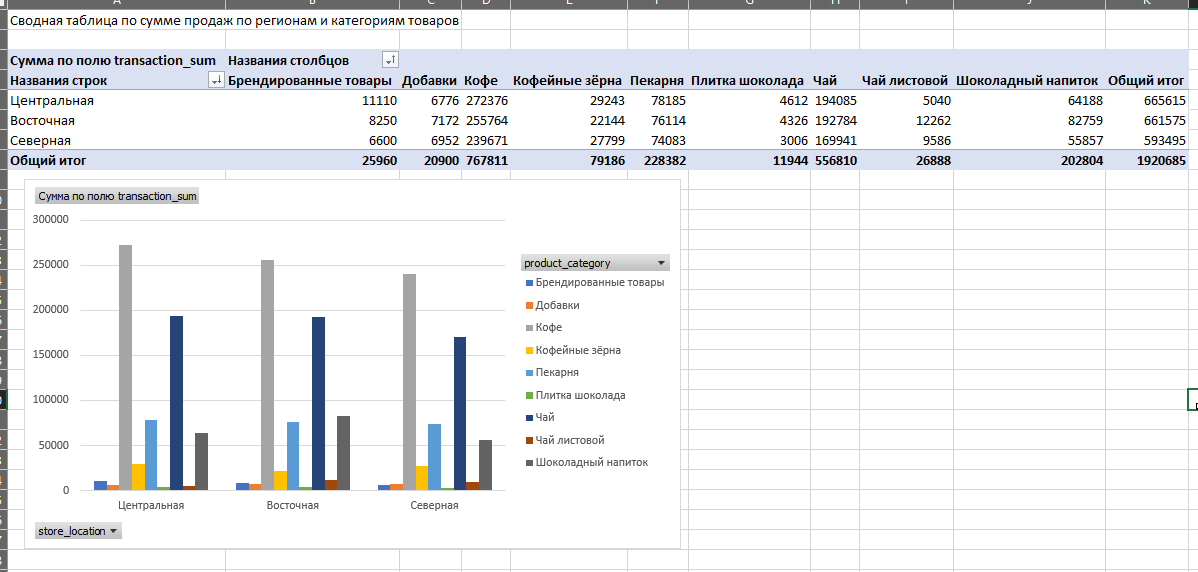 Сводная таблица по сумме продаж по регионам и категориям товаров
Сумма по полю transaction_sum Названия столбцов
Названия строк Брендированные товары Добавки Кофе Кофейные зёрна Пекарня Плитка шоколада Чай Чай листовой Шоколадный напиток Общий итог
Центральная 11110 6776 272376 29243 78185 4612 194085 5040 64188 665615
Восточная 8250 7172 255764 22144 76114 4326 192784 12262 82759 661575
Северная 6600 6952 239671 27799 74083 3006 169941 9586 55857 593495
Общий итог 25960 20900 767811 79186 228382 11944 556810 26888 202804 1920685
Сумма по полю transaction_sum
300000
250000
200000
150000
100000
50000
0
Центральная Восточная Северная
store_location
product_category
Брендированные товары
Добавки
Кофе
Кофейные зёрна
Пекарня
Плитка шоколада
Чай
Чай листовой
Шоколадный напиток